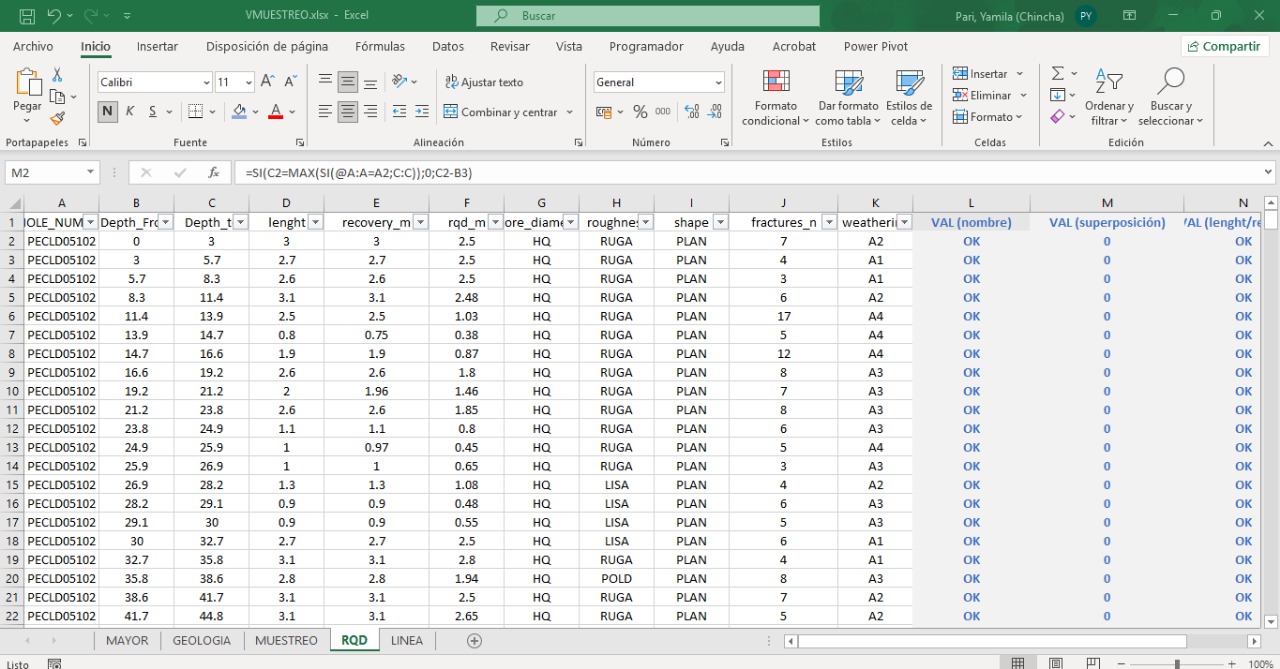 VMUESTREO.xlsx - Excel
Buscar
Pari, Yamila (Chincha) PY
Archivo Inicio Insertar Disposición de página Fórmulas Datos Revisar Vista Programador Ayuda Acrobat Power Pivot Compartir
Pegar
Calibri 11
N K S
Ajustar texto
Combinar y centrar
General
% 000
Formato condicional
Dar formato como tabla
Estilos de celda
Insertar
Eliminar
Formato
Ordenar y filtrar
Buscar y seleccionar
Portapapeles Fuente Alineación Número Estilos Celdas Edición
M2 fx =SI(C2=MAX(SI(@A:A=A2;C:C));0;C2-B3)
A B C D E F G H I J K L M N
1 IOLE_NUM Depth_Fro Depth_t lenght recovery_m rqd_m ore_diame roughnes shape fractures_n weatherin VAL (nombre) VAL (superposición) VAL (lenght/re
2 PECLD05102 0 3 3 3 2.5 HQ RUGA PLAN 7 A2 OK 0 OK
3 PECLD05102 3 5.7 2.7 2.7 2.5 HQ RUGA PLAN 4 A1 OK 0 OK
4 PECLD05102 5.7 8.3 2.6 2.6 2.5 HQ RUGA PLAN 3 A1 OK 0 OK
5 PECLD05102 8.3 11.4 3.1 3.1 2.48 HQ RUGA PLAN 6 A2 OK 0 OK
6 PECLD05102 11.4 13.9 2.5 2.5 1.03 HQ RUGA PLAN 17 A4 OK 0 OK
7 PECLD05102 13.9 14.7 0.8 0.75 0.38 HQ RUGA PLAN 5 A4 OK 0 OK
8 PECLD05102 14.7 16.6 1.9 1.9 0.87 HQ RUGA PLAN 12 A4 OK 0 OK
9 PECLD05102 16.6 19.2 2.6 2.6 1.8 HQ RUGA PLAN 8 A3 OK 0 OK
10 PECLD05102 19.2 21.2 2 1.96 1.46 HQ RUGA PLAN 7 A3 OK 0 OK
11 PECLD05102 21.2 23.8 2.6 2.6 1.85 HQ RUGA PLAN 8 A3 OK 0 OK
12 PECLD05102 23.8 24.9 1.1 1.1 0.8 HQ RUGA PLAN 6 A3 OK 0 OK
13 PECLD05102 24.9 25.9 1 0.97 0.45 HQ RUGA PLAN 5 A4 OK 0 OK
14 PECLD05102 25.9 26.9 1 1 0.65 HQ RUGA PLAN 3 A3 OK 0 OK
15 PECLD05102 26.9 28.2 1.3 1.3 1.08 HQ LISA PLAN 4 A2 OK 0 OK
16 PECLD05102 28.2 29.1 0.9 0.9 0.48 HQ LISA PLAN 6 A3 OK 0 OK
17 PECLD05102 29.1 30 0.9 0.9 0.55 HQ LISA PLAN 5 A3 OK 0 OK
18 PECLD05102 30 32.7 2.7 2.7 2.5 HQ LISA PLAN 6 A1 OK 0 OK
19 PECLD05102 32.7 35.8 3.1 3.1 2.8 HQ RUGA PLAN 4 A1 OK 0 OK
20 PECLD05102 35.8 38.6 2.8 2.8 1.94 HQ POLD PLAN 8 A3 OK 0 OK
21 PECLD05102 38.6 41.7 3.1 3.1 2.5 HQ RUGA PLAN 7 A2 OK 0 OK
22 PECLD05102 41.7 44.8 3.1 3.1 2.65 HQ RUGA PLAN 5 A2 OK 0 OK
MAYOR GEOLOGIA MUESTREO RQD LINEA
Listo 100%